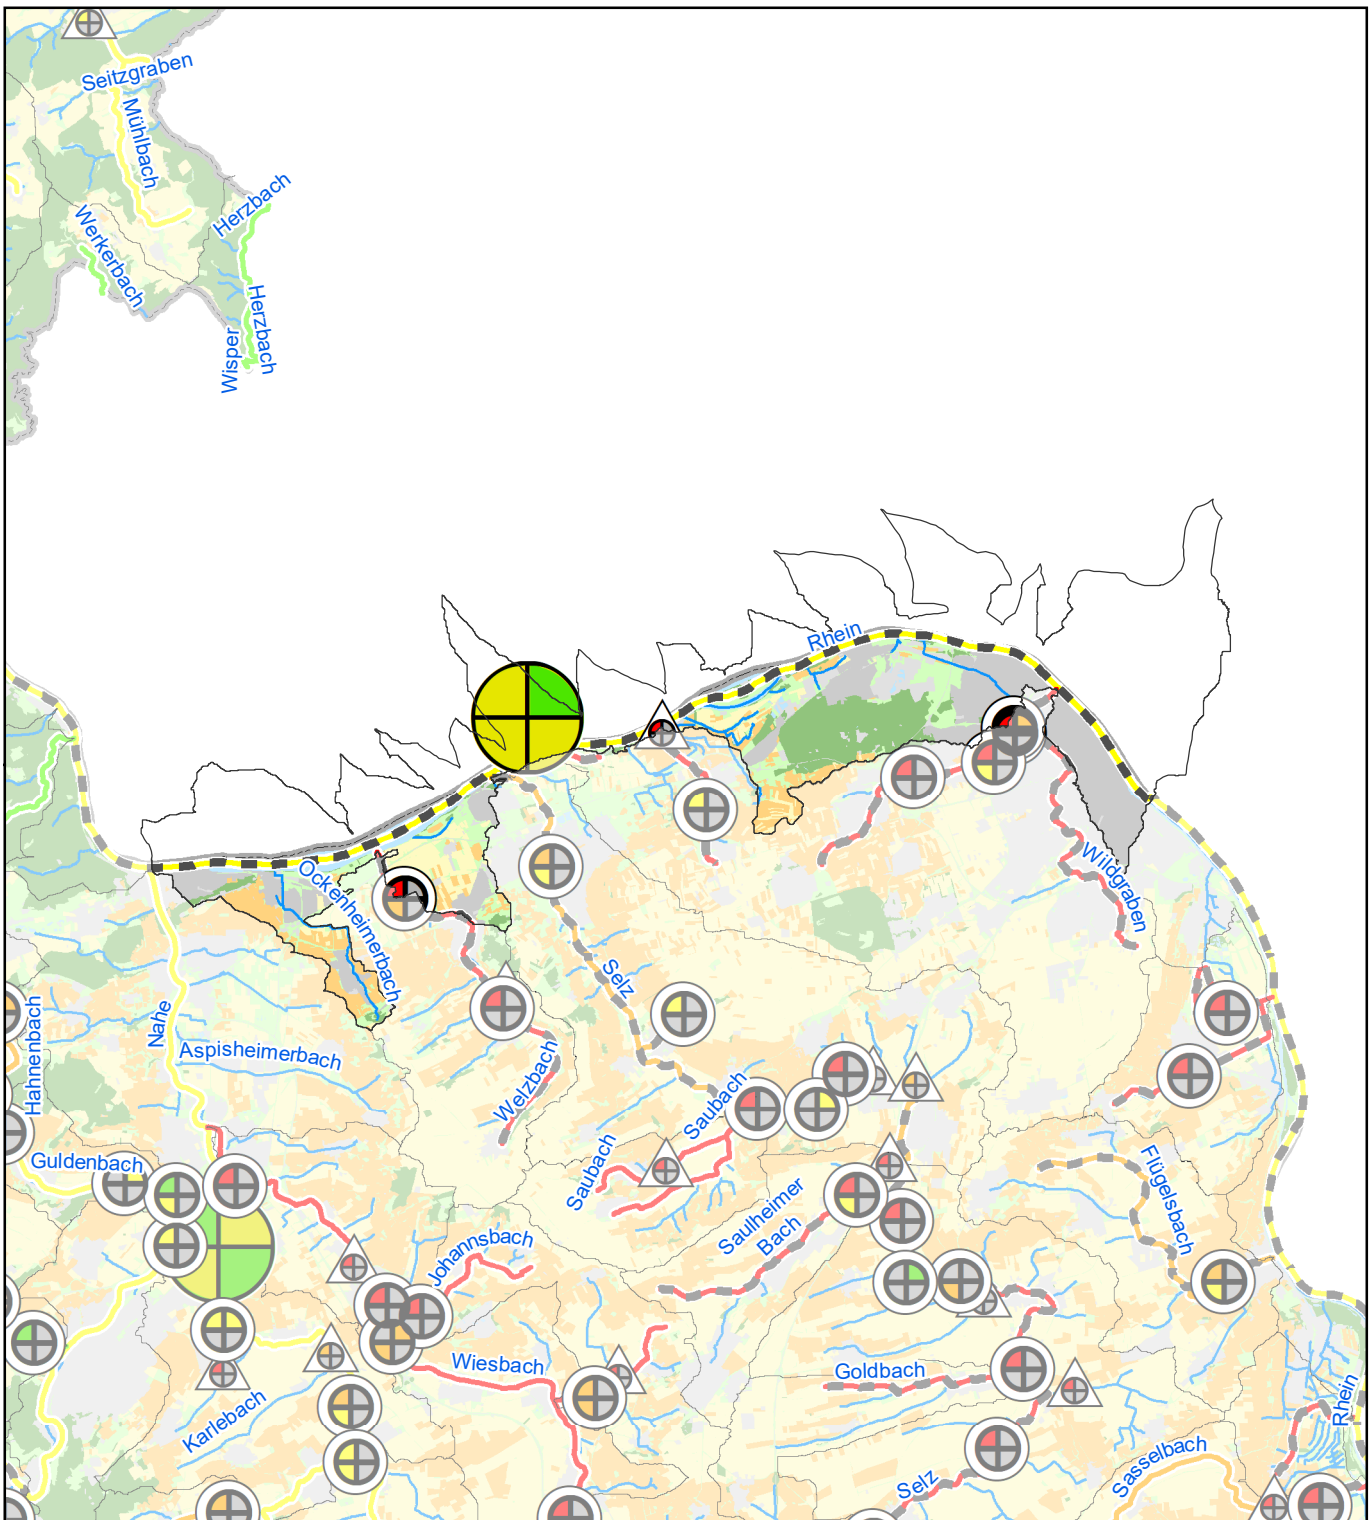 Seitzgraben
Mühlbach
Herzbach
Werkerbach
Herzbach
Wisper
Rhein
Ockenheimerbach
Wildgraben
Selz
Hahnenbach
Nahe
Aspisheimerbach
Welzbach
Saubach
Saubach
Guldenbach
Saulheimer
Bach
Flügelsbach
Johannsbach
Wiesbach
Goldbach
Karlebach
Rhein
Sasselbach
Selz